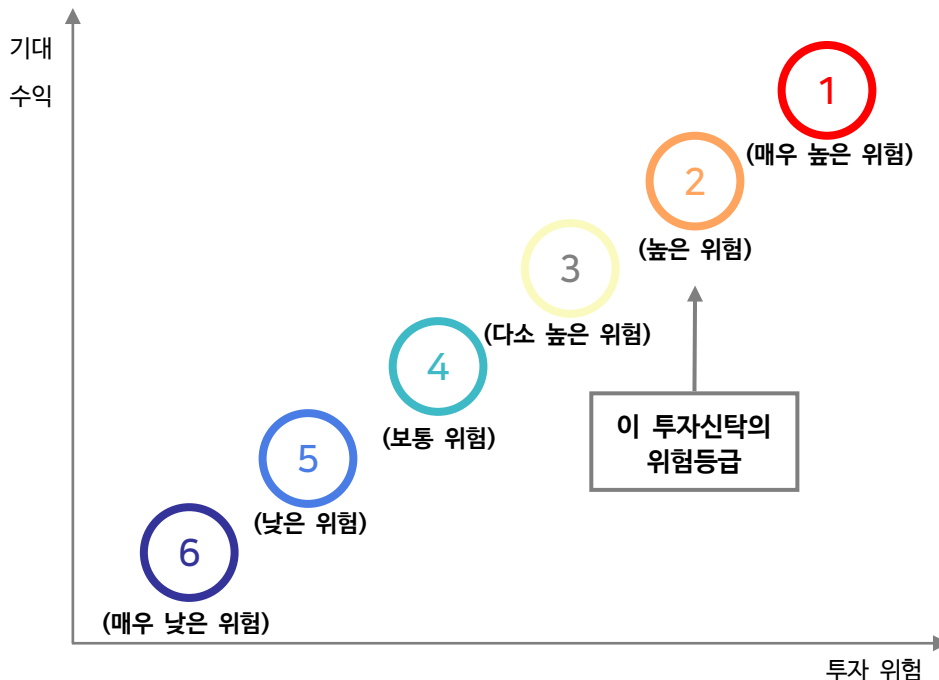 기대
수익
1
(매우 높은 위험)
2
(높은 위험)
3
(다소 높은 위험)
4
(보통 위험)
이 투자신탁의
위험등급
5
(낮은 위험)
6
(매우 낮은 위험)
투자 위험